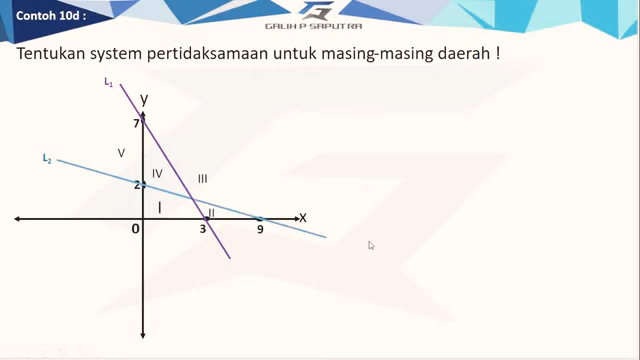 Contoh 10d :
GALIH P SAPUTRA
Tentukan system pertidaksamaan untuk masing-masing daerah !
L₁
y
7
V
L₂
IV
III
2
I
II
X
0
3
9